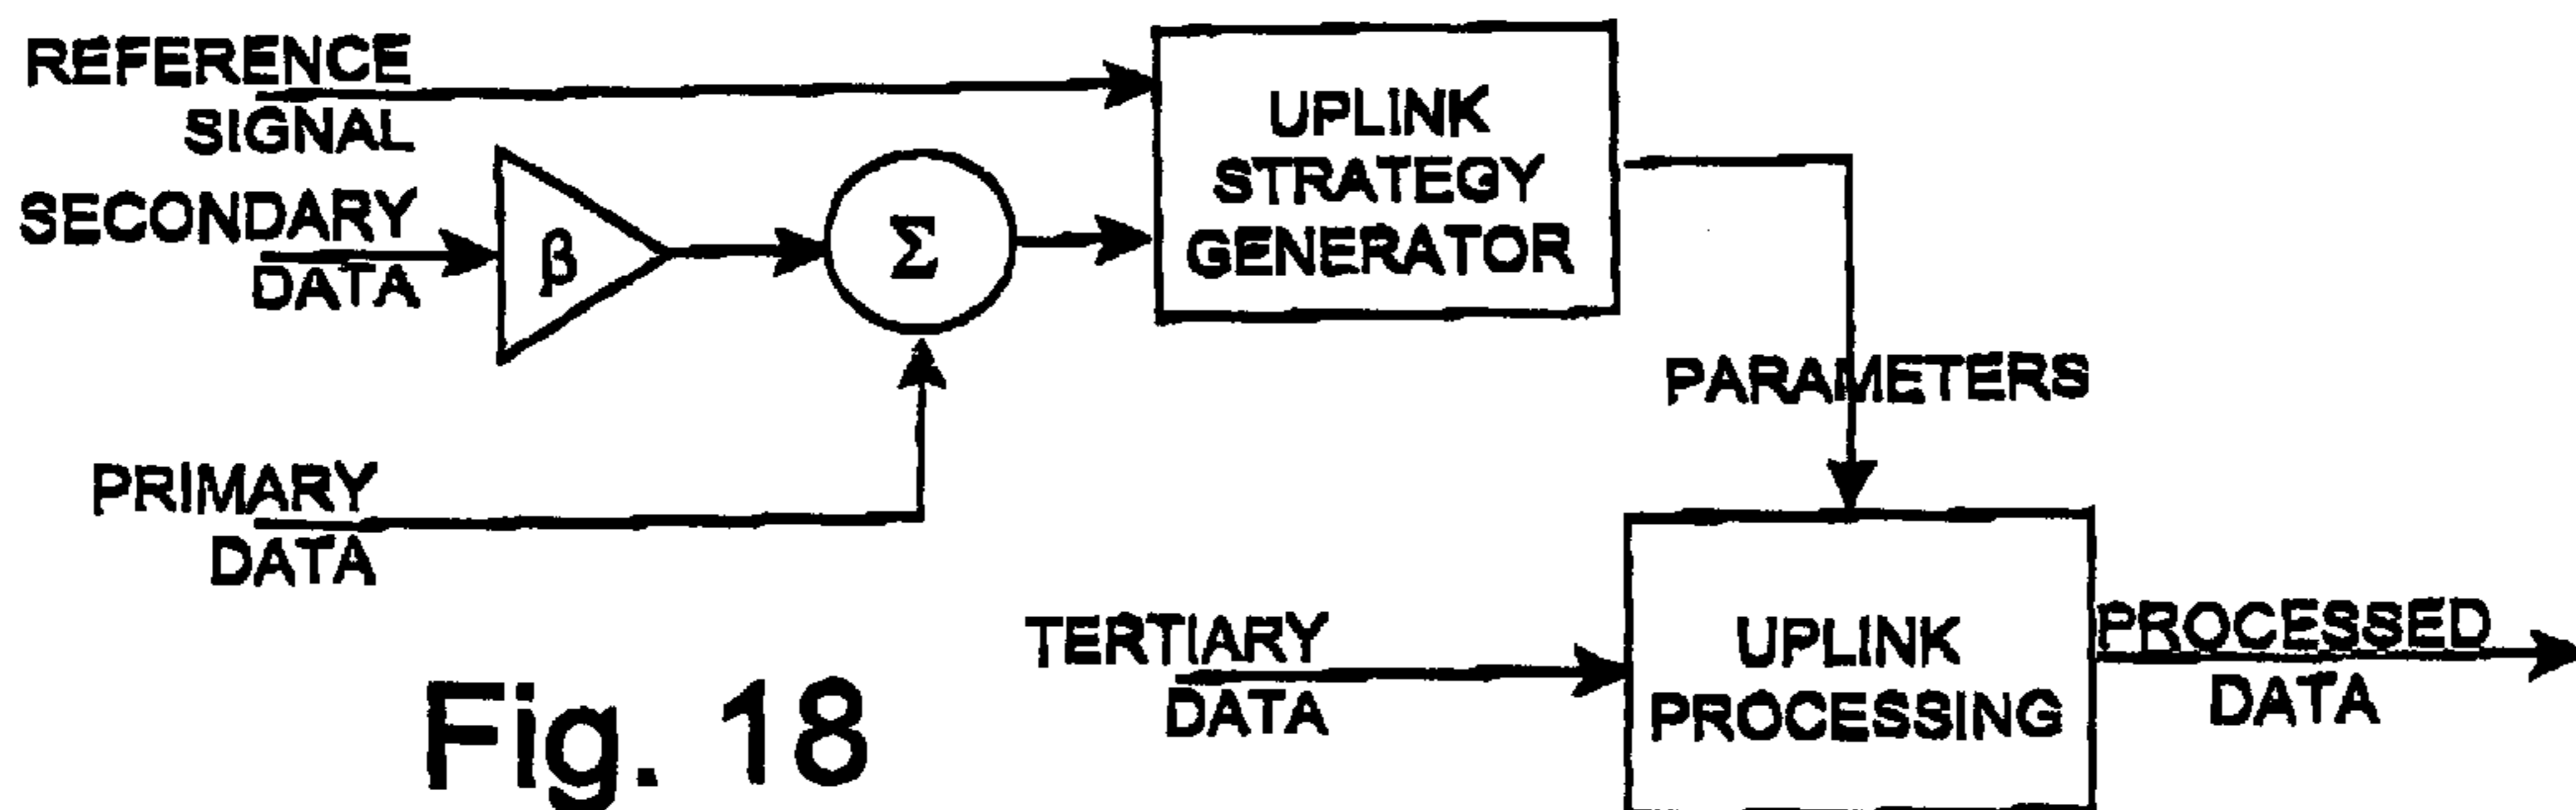 REFERENCE
SIGNAL
SECONDARY
DATA
β
Σ
UPLINK
STRATEGY
GENERATOR
PARAMETERS
PRIMARY
DATA
TERTIARY
DATA
UPLINK
PROCESSING
PROCESSED
DATA
Fig. 18